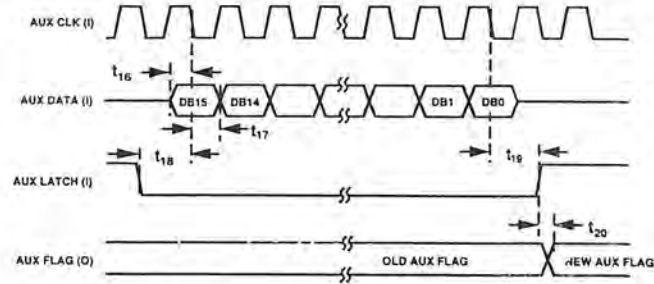 AUX CLK (I)
t16
AUX DATA (I)
DB15 DB14 DB1 DB0
t17
t18 t19
AUX LATCH (I)
t20
AUX FLAG (O)
OLD AUX FLAG NEW AUX FLAG